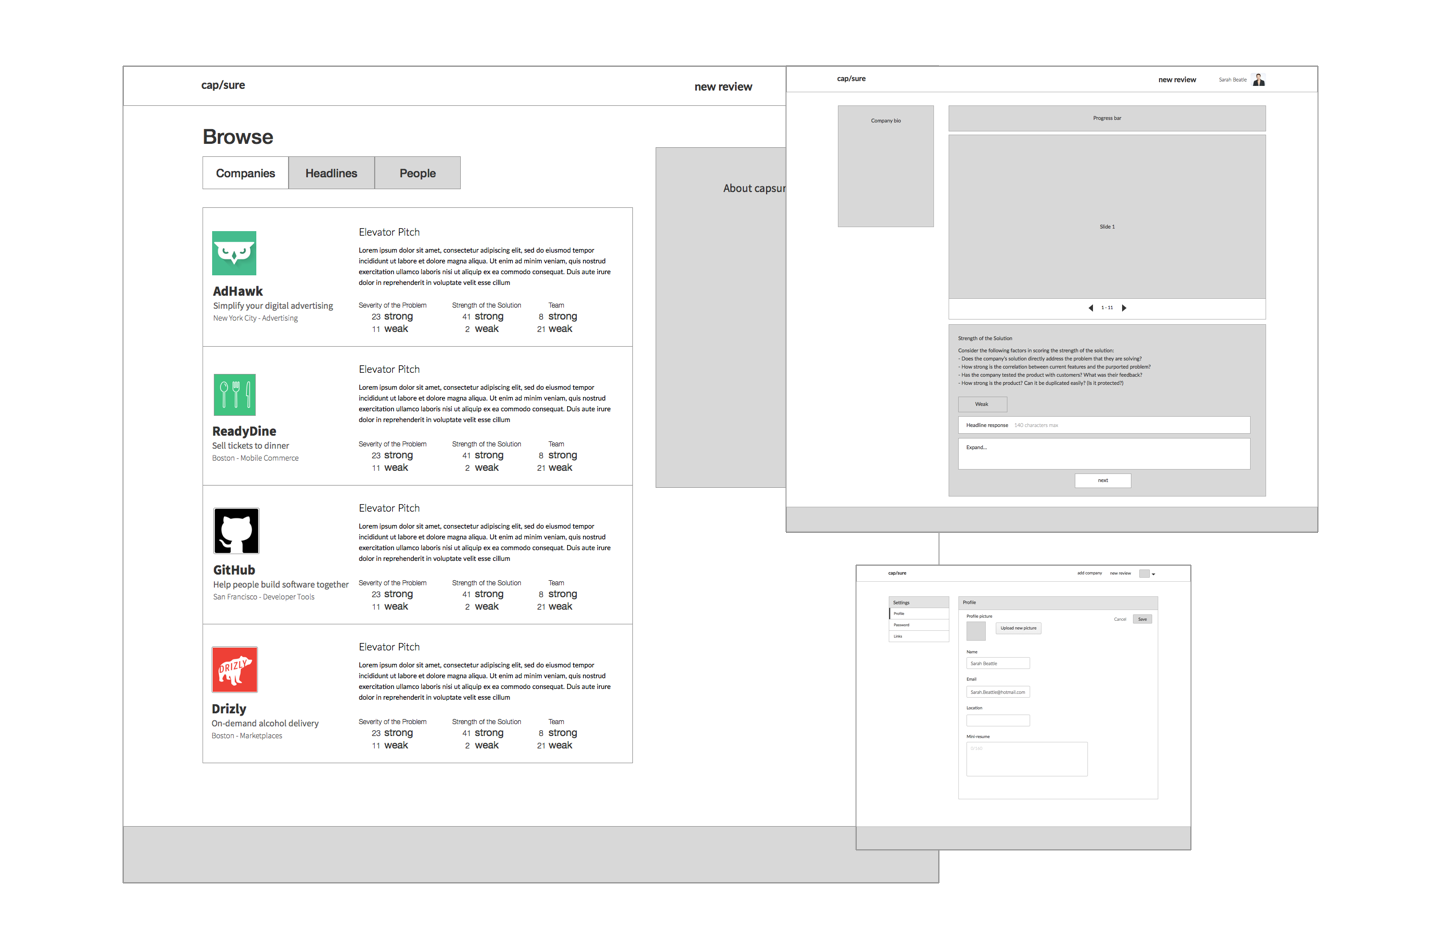 cap/sure
new review
Browse
Companies
Headlines
People
AdHawk
Simplify your digital advertising
New York City - Advertising
Elevator Pitch
Lorem ipsum dolor sit amet, consectetur adipiscing elit, sed do eiusmod tempor
incididunt ut labore et dolore magna aliqua. Ut enim ad minim veniam, quis nostrud
exercitation ullamco laboris nisi ut aliquip ex ea commodo consequat. Duis aute irure
dolor in reprehenderit in voluptate velit esse cillum
Severity of the Problem
23 strong
11 weak
Strength of the Solution
41 strong
2 weak
Team
8 strong
21 weak
ReadyDine
Sell tickets to dinner
Boston - Mobile Commerce
Elevator Pitch
Lorem ipsum dolor sit amet, consectetur adipiscing elit, sed do eiusmod tempor
incididunt ut labore et dolore magna aliqua. Ut enim ad minim veniam, quis nostrud
exercitation ullamco laboris nisi ut aliquip ex ea commodo consequat. Duis aute irure
dolor in reprehenderit in voluptate velit esse cillum
Severity of the Problem
23 strong
11 weak
Strength of the Solution
41 strong
2 weak
Team
8 strong
21 weak
GitHub
Help people build software together
San Francisco - Developer Tools
Elevator Pitch
Lorem ipsum dolor sit amet, consectetur adipiscing elit, sed do eiusmod tempor
incididunt ut labore et dolore magna aliqua. Ut enim ad minim veniam, quis nostrud
exercitation ullamco laboris nisi ut aliquip ex ea commodo consequat. Duis aute irure
dolor in reprehenderit in voluptate velit esse cillum
Severity of the Problem
23 strong
11 weak
Strength of the Solution
41 strong
2 weak
Team
8 strong
21 weak
DRIZLY
Drizly
On-demand alcohol delivery
Boston - Marketplaces
Elevator Pitch
Lorem ipsum dolor sit amet, consectetur adipiscing elit, sed do eiusmod tempor
incididunt ut labore et dolore magna aliqua. Ut enim ad minim veniam, quis nostrud
exercitation ullamco laboris nisi ut aliquip ex ea commodo consequat. Duis aute irure
dolor in reprehenderit in voluptate velit esse cillum
Severity of the Problem
23 strong
11 weak
Strength of the Solution
41 strong
2 weak
Team
8 strong
21 weak
About capsur
cap/sure
new review
Sarah Beatle
Company bio
Progress bar
Slide 1
1 - 11
Strength of the Solution
Consider the following factors in scoring the strength of the solution:
- Does the company's solution directly address the problem that they are solving?
- How strong is the correlation between current features and the purported problem?
- Has the company tested the product with customers? What was their feedback?
- How strong is the product? Can it be duplicated easily? (Is it protected?)
Weak
Headline response 140 characters max
Expand...
next
cap/sure
add company
new review
Settings
Profile
Password
Links
Profile
Profile picture
Upload new picture
Cancel
Save
Name
Sarah Beattle
Email
Sarah.Beattle@hotmail.com
Location
Mini-resume